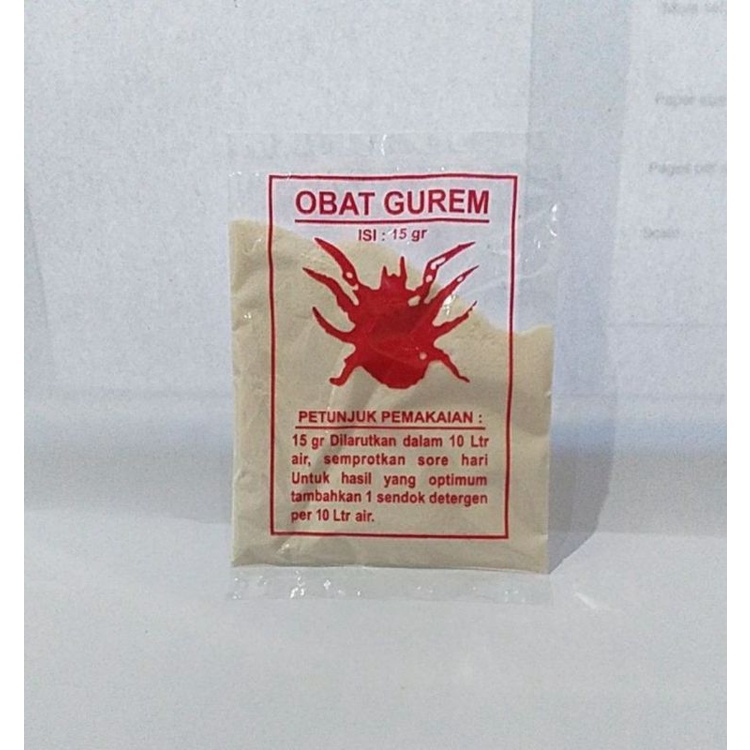 OBAT GUREM
ISI : 15 gr
PETUNJUK PEMAKAIAN :
15 gr Dilarutkan dalam 10 Ltr
air, semprotkan sore hari
Untuk hasil yang optimum
tambahkan 1 sendok detergen
per 10 Ltr air.